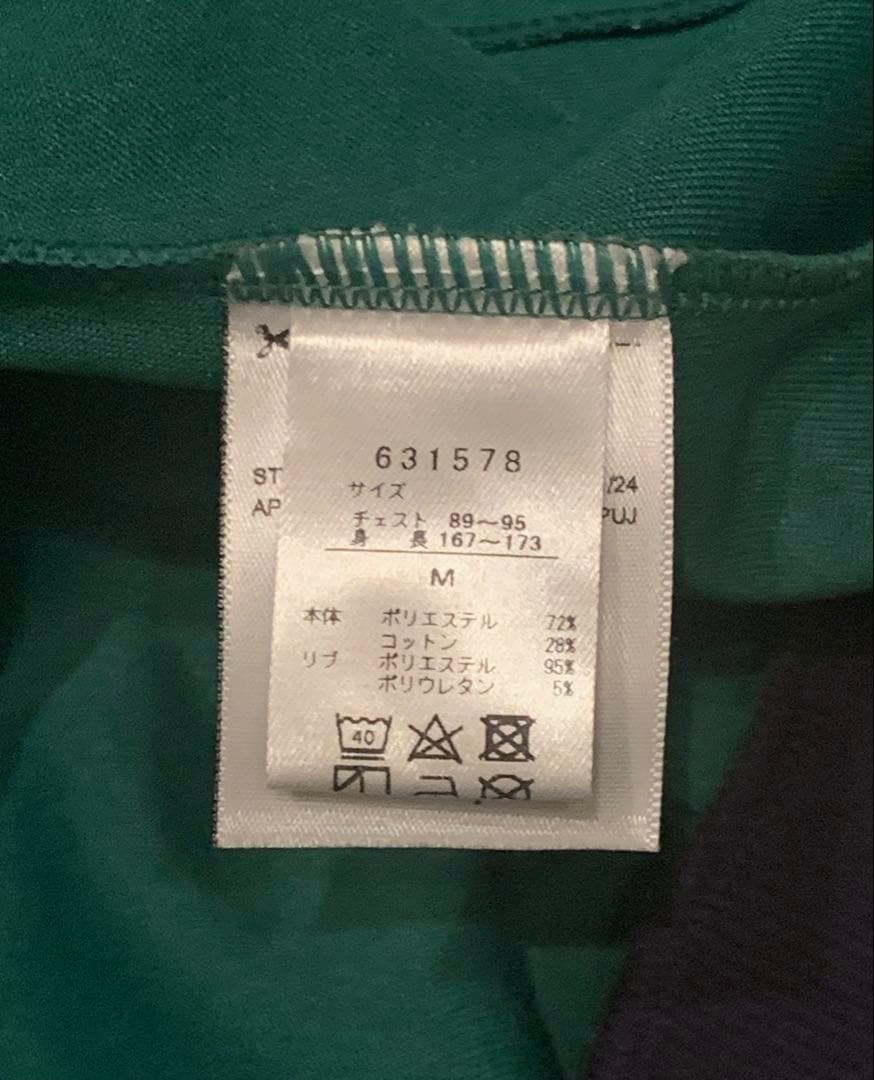 631578
サイズ
ST /24
AP PUJ
チェスト 89～95
身 長 167～173
M
本体 ポリエステル 72%
コットン 28%
リブ ポリエステル 95%
ポリウレタン 5%
40